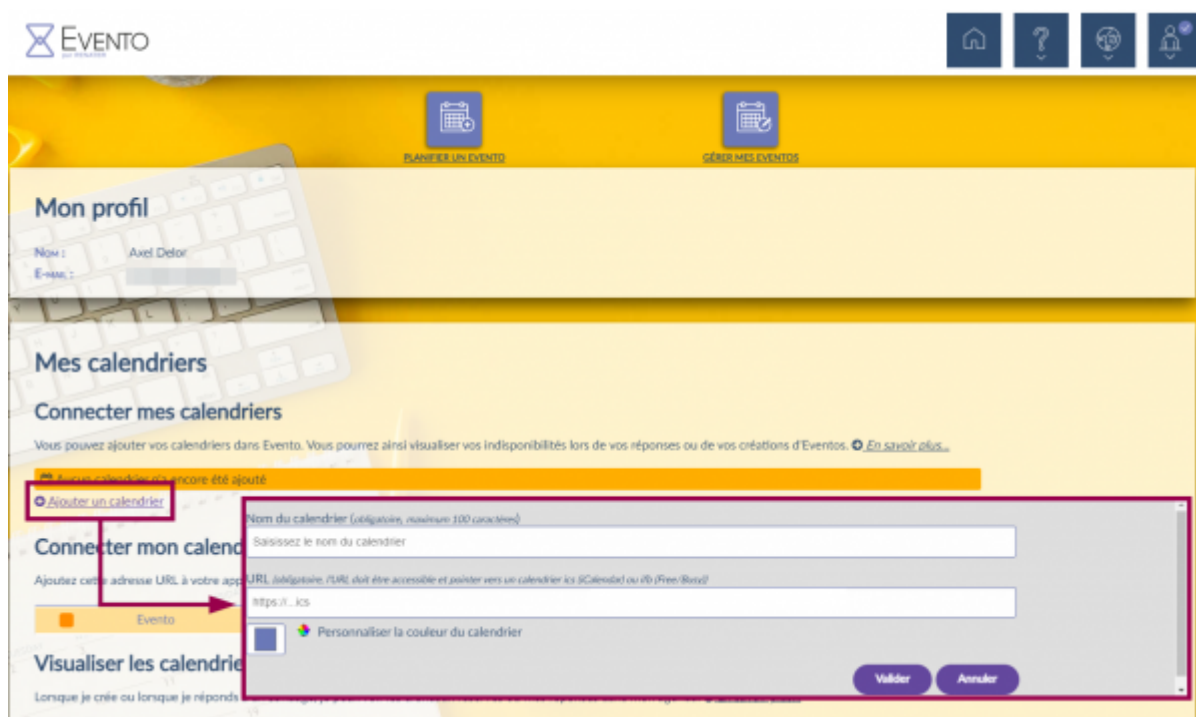 EVENTO
par RENATER
PLANIFIER UN EVENTO
GÉRER MES EVENTOS
Mon profil
NOM : Axel Delor
E-MAIL :
Mes calendriers
Connecter mes calendriers
Vous pouvez ajouter vos calendriers dans Evento. Vous pourrez ainsi visualiser vos indisponibilités lors de vos réponses ou de vos créations d'Eventos. En savoir plus...
Aucun calendrier n'a encore été ajouté
Ajouter un calendrier
Nom du calendrier (obligatoire, maximum 100 caractères)
Saisissez le nom du calendrier
Connecter mon calend
Ajoutez cette adresse URL à votre app
URL (obligatoire, l'URL doit être accessible et pointer vers un calendrier ics (iCalendar) ou ifb (Free/Busy))
https://...ics
Evento
Personnaliser la couleur du calendrier
Visualiser les calendrie
Valider
Annuler
Lorsque je crée ou lorsque je réponds